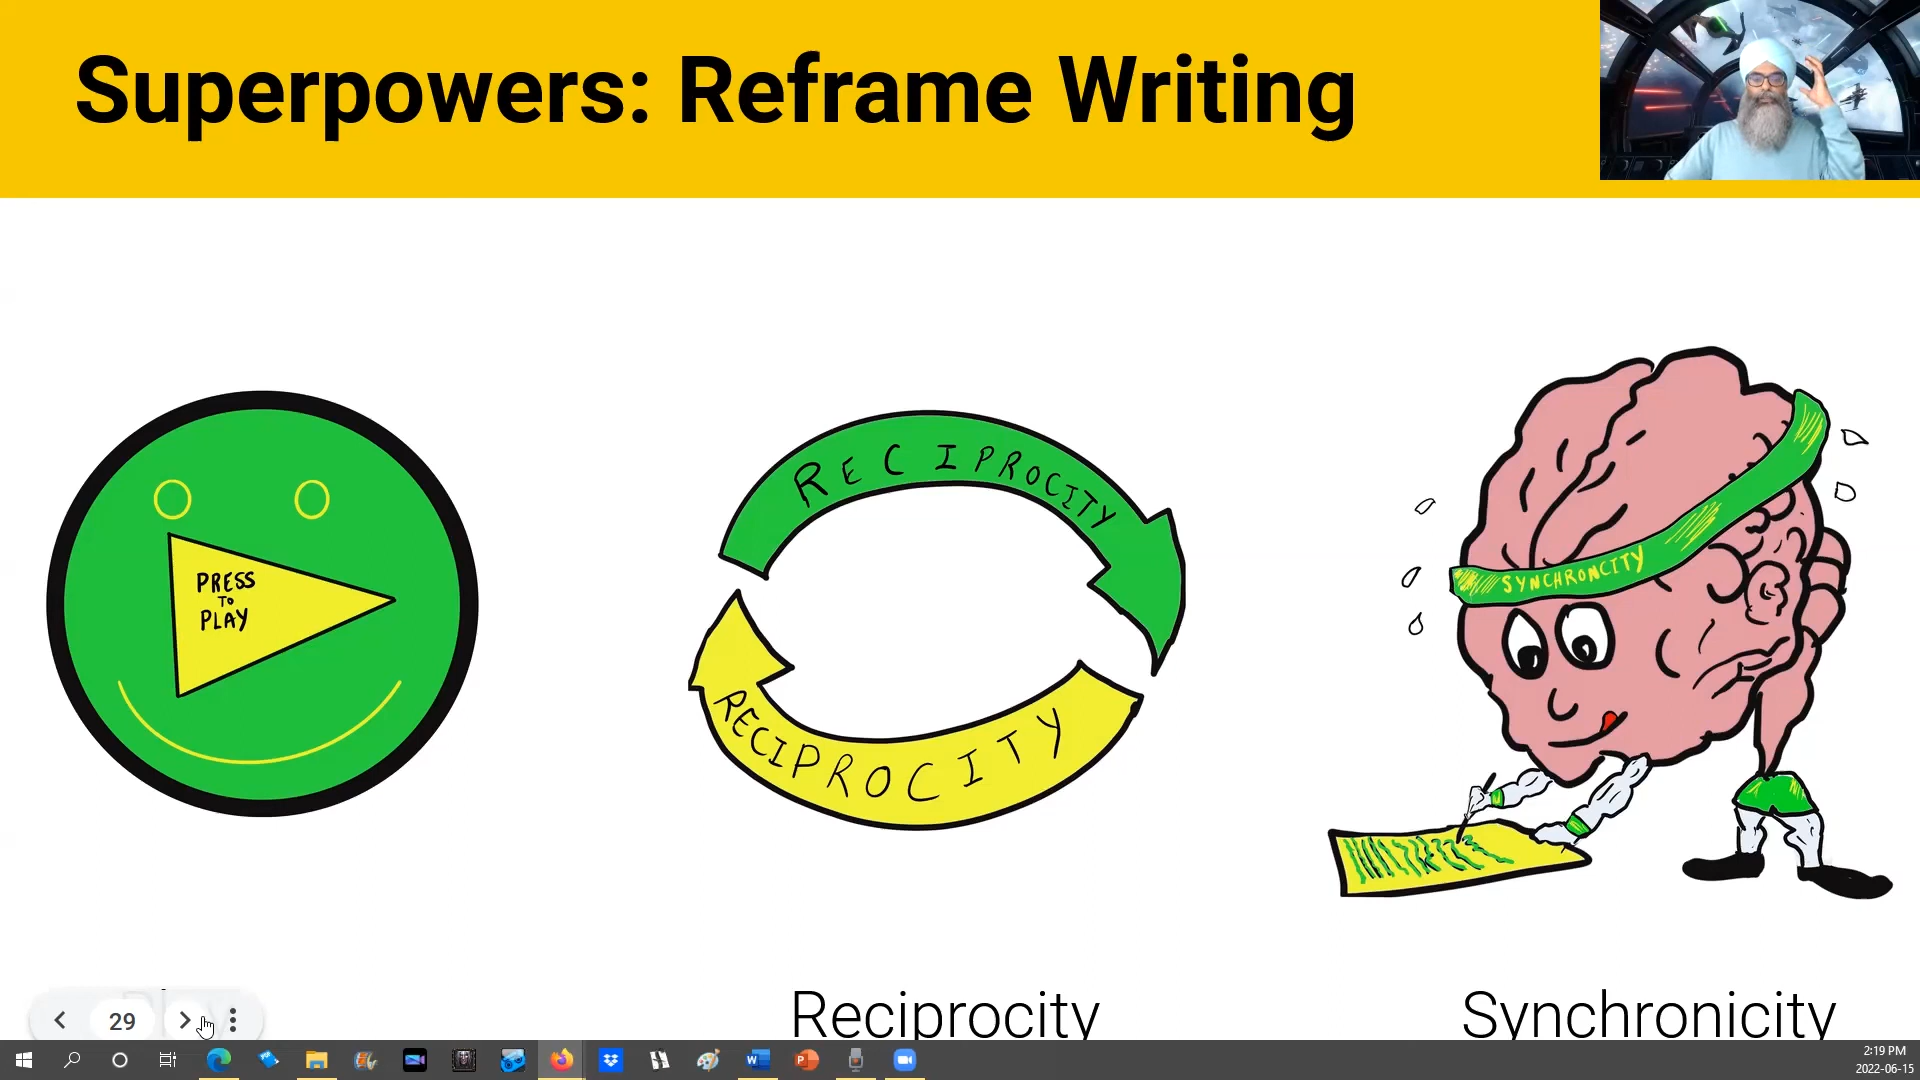 Superpowers: Reframe Writing
PRESS
TO
PLAY
RECIPROCITY
RECIPROCITY
SYNCHRONCITY
Reciprocity
Synchronicity
29
2:19 PM
2022-06-15